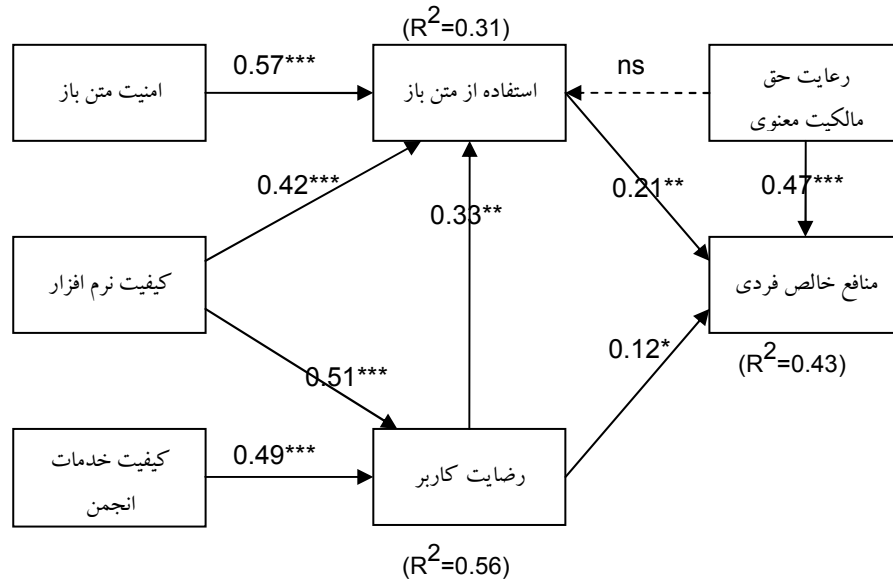 (R²=0.31)
امنیت متن باز
0.57***
استفاده از متن باز
ns
رعایت حق
مالکیت معنوی
0.42***
0.33**
0.21**
0.47***
کیفیت نرم افزار
منافع خالص فردی
0.51***
0.12*
(R²=0.43)
کیفیت خدمات
انجمن
0.49***
رضایت کاربر
(R²=0.56)